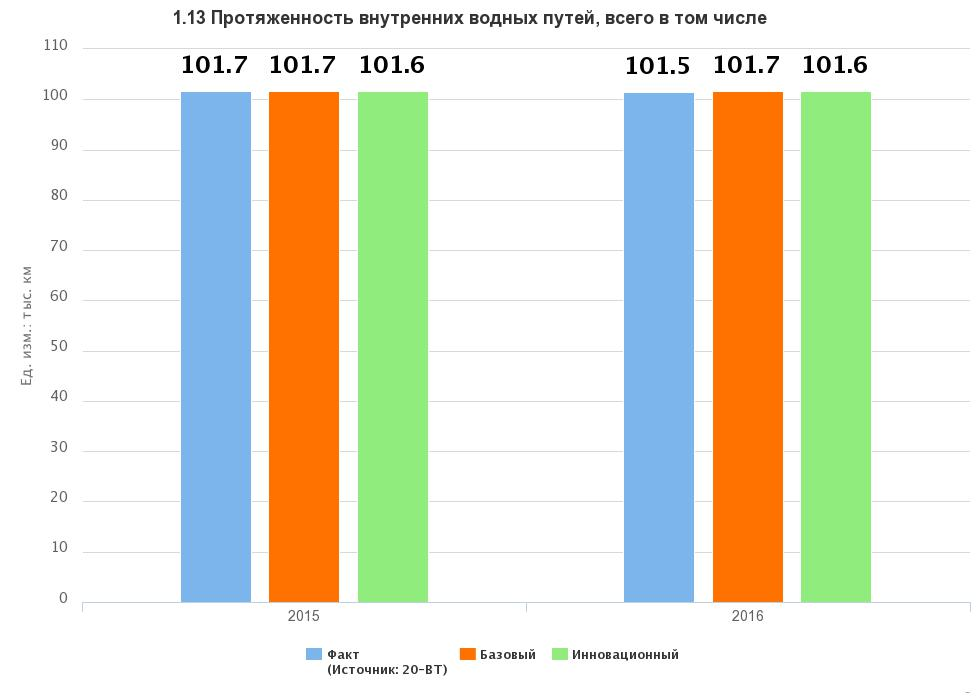 1.13 Протяженность внутренних водных путей, всего в том числе
110
101.7 101.7 101.6 101.5 101.7 101.6
100
90
80
70
60
50
40
30
20
10
0
Ед. изм.: тыс. км
2015 2016
Факт Базовый Инновационный
(Источник: 20-ВТ)